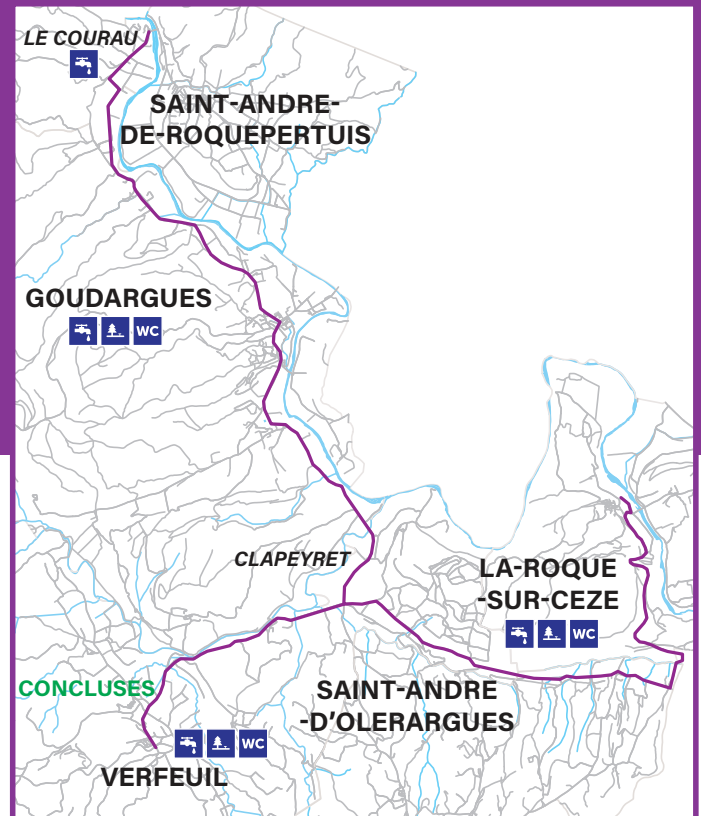 LE COURAU
SAINT-ANDRE-
DE-ROQUEPERTUIS
GOUDARGUES
WC
CLAPEYRET
LA-ROQUE
-SUR-CEZE
WC
CONCLUSES
SAINT-ANDRE
-D'OLERARGUES
WC
VERFEUIL